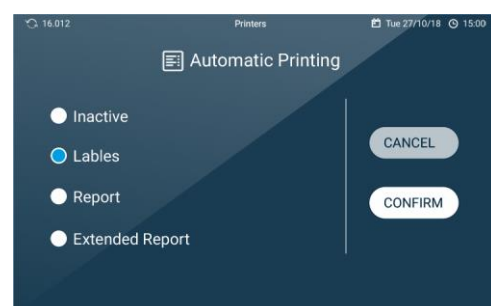 16.012 Printers Tue 27/10/18 15:00
Automatic Printing
Inactive
Lables
Report
Extended Report
CANCEL
CONFIRM